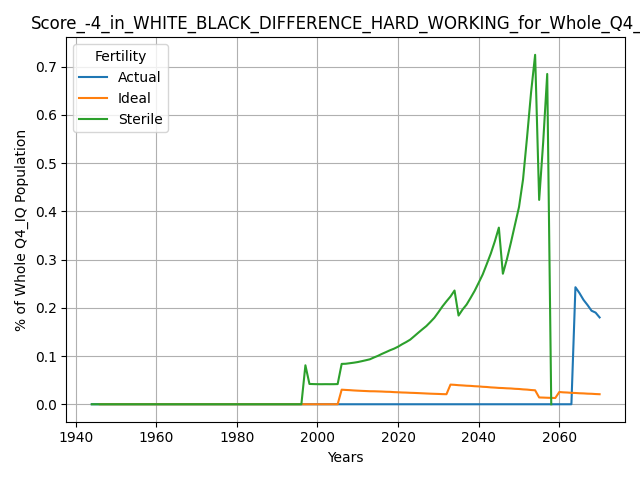 Score_-4_in_WHITE_BLACK_DIFFERENCE_HARD_WORKING_for_Whole_Q4_
Fertility
Actual
Ideal
Sterile
% of Whole Q4_IQ Population
0.7
0.6
0.5
0.4
0.3
0.2
0.1
0.0
1940 1960 1980 2000 2020 2040 2060
Years